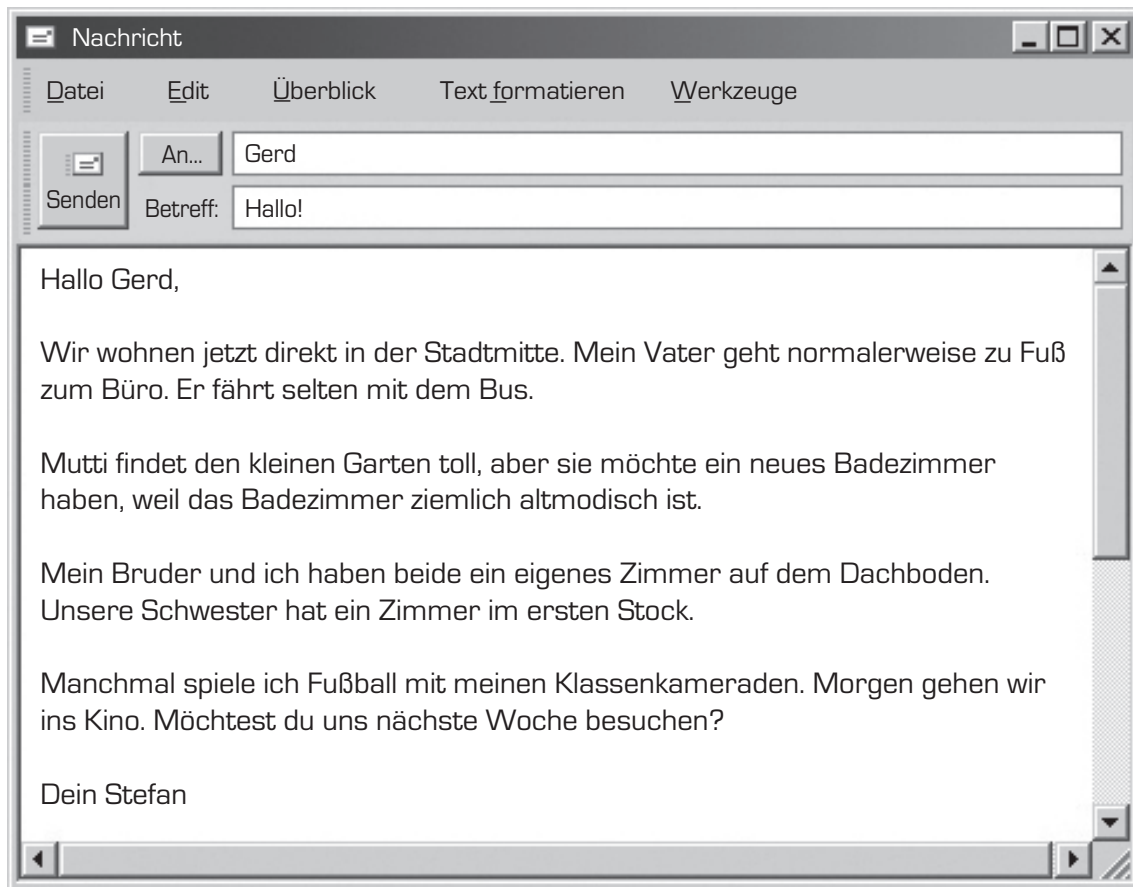 Nachricht
Datei Edit Überblick Text formatieren Werkzeuge
An... Gerd
Senden
Betreff: Hallo!
Hallo Gerd,
Wir wohnen jetzt direkt in der Stadtmitte. Mein Vater geht normalerweise zu Fuß
zum Büro. Er fährt selten mit dem Bus.
Mutti findet den kleinen Garten toll, aber sie möchte ein neues Badezimmer
haben, weil das Badezimmer ziemlich altmodisch ist.
Mein Bruder und ich haben beide ein eigenes Zimmer auf dem Dachboden.
Unsere Schwester hat ein Zimmer im ersten Stock.
Manchmal spiele ich Fußball mit meinen Klassenkameraden. Morgen gehen wir
ins Kino. Möchtest du uns nächste Woche besuchen?
Dein Stefan